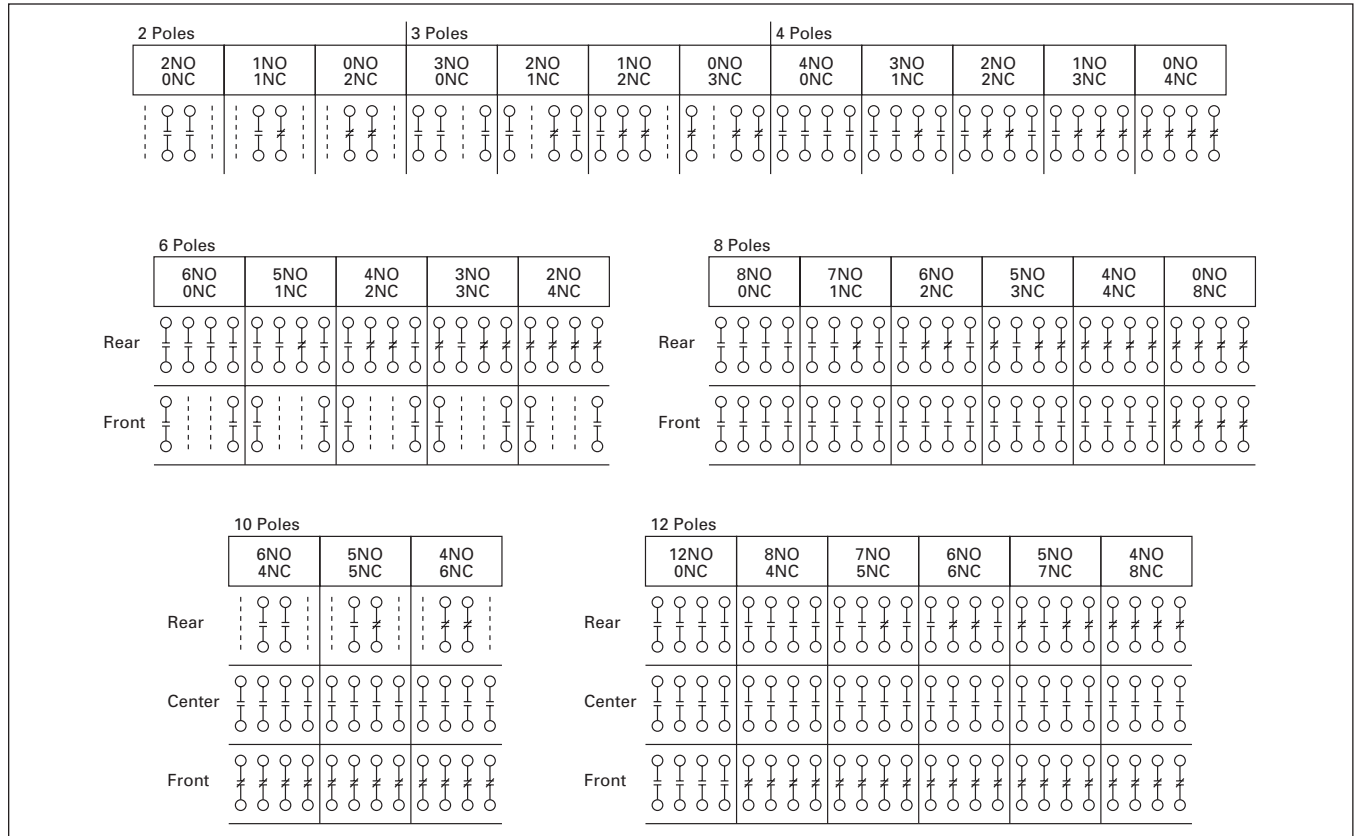 2 Poles 3 Poles 4 Poles
2NO 1NO 0NO 3NO 2NO 1NO 0NO 4NO 3NO 2NO 1NO 0NO
0NC 1NC 2NC 0NC 1NC 2NC 3NC 0NC 1NC 2NC 3NC 4NC
6 Poles 8 Poles
6NO 5NO 4NO 3NO 2NO 8NO 7NO 6NO 5NO 4NO 0NO
0NC 1NC 2NC 3NC 4NC 0NC 1NC 2NC 3NC 4NC 8NC
Rear Rear
Front Front
10 Poles 12 Poles
6NO 5NO 4NO 12NO 8NO 7NO 6NO 5NO 4NO
4NC 5NC 6NC 0NC 4NC 5NC 6NC 7NC 8NC
Rear Rear
Center Center
Front Front